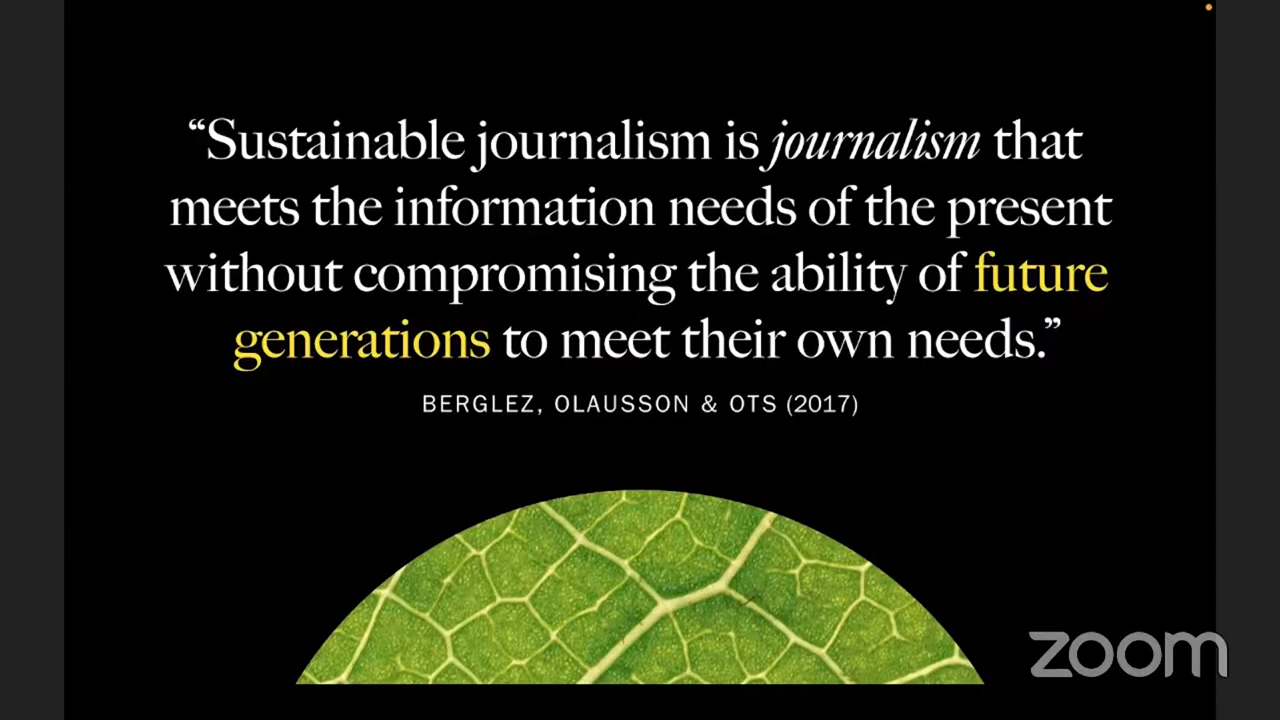 “Sustainable journalism is journalism that
meets the information needs of the present
without compromising the ability of future
generations to meet their own needs.”
BERGLEZ, OLAUSSON & OTS (2017)
zoom